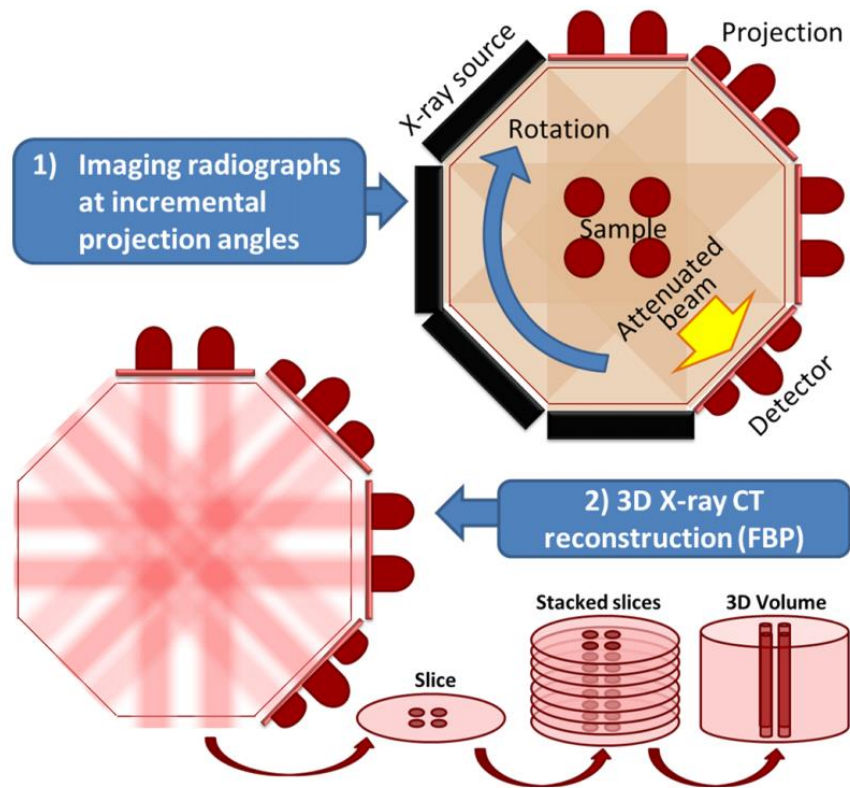 X-ray source
Projection
Rotation
1) Imaging radiographs
at incremental
projection angles
Sample
Attenuated
beam
Detector
2) 3D X-ray CT
reconstruction (FBP)
Stacked slices
3D Volume
Slice